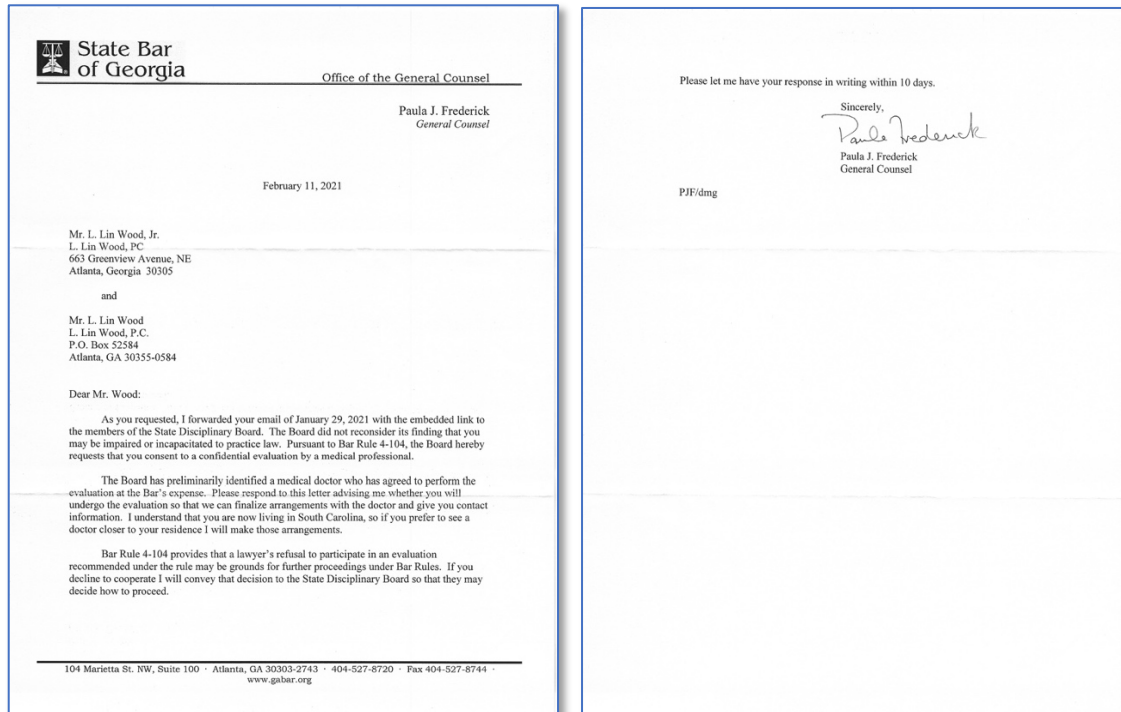 State Bar
of Georgia
Office of the General Counsel
Paula J. Frederick
General Counsel
February 11, 2021
Mr. L. Lin Wood, Jr.
L. Lin Wood, PC
663 Greenview Avenue, NE
Atlanta, Georgia 30305
and
Mr. L. Lin Wood
L. Lin Wood, P.C.
P.O. Box 52584
Atlanta, GA 30355-0584
Dear Mr. Wood:
As you requested, I forwarded your email of January 29, 2021 with the embedded link to
the members of the State Disciplinary Board. The Board did not reconsider its finding that you
may be impaired or incapacitated to practice law. Pursuant to Bar Rule 4-104, the Board hereby
requests that you consent to a confidential evaluation by a medical professional.
The Board has preliminarily identified a medical doctor who has agreed to perform the
evaluation at the Bar's expense. Please respond to this letter advising me whether you will
undergo the evaluation so that we can finalize arrangements with the doctor and give you contact
information. I understand that you are now living in South Carolina, so if you prefer to see a
doctor closer to your residence I will make those arrangements.
Bar Rule 4-104 provides that a lawyer's refusal to participate in an evaluation
recommended under the rule may be grounds for further proceedings under Bar Rules. If you
decline to cooperate I will convey that decision to the State Disciplinary Board so that they may
decide how to proceed.
104 Marietta St. NW, Suite 100 · Atlanta, GA 30303-2743 · 404-527-8720 · Fax 404-527-8744 ·
www.gabar.org
Please let me have your response in writing within 10 days.
Sincerely,
Paula Frederick
Paula J. Frederick
General Counsel
PJF/dmg